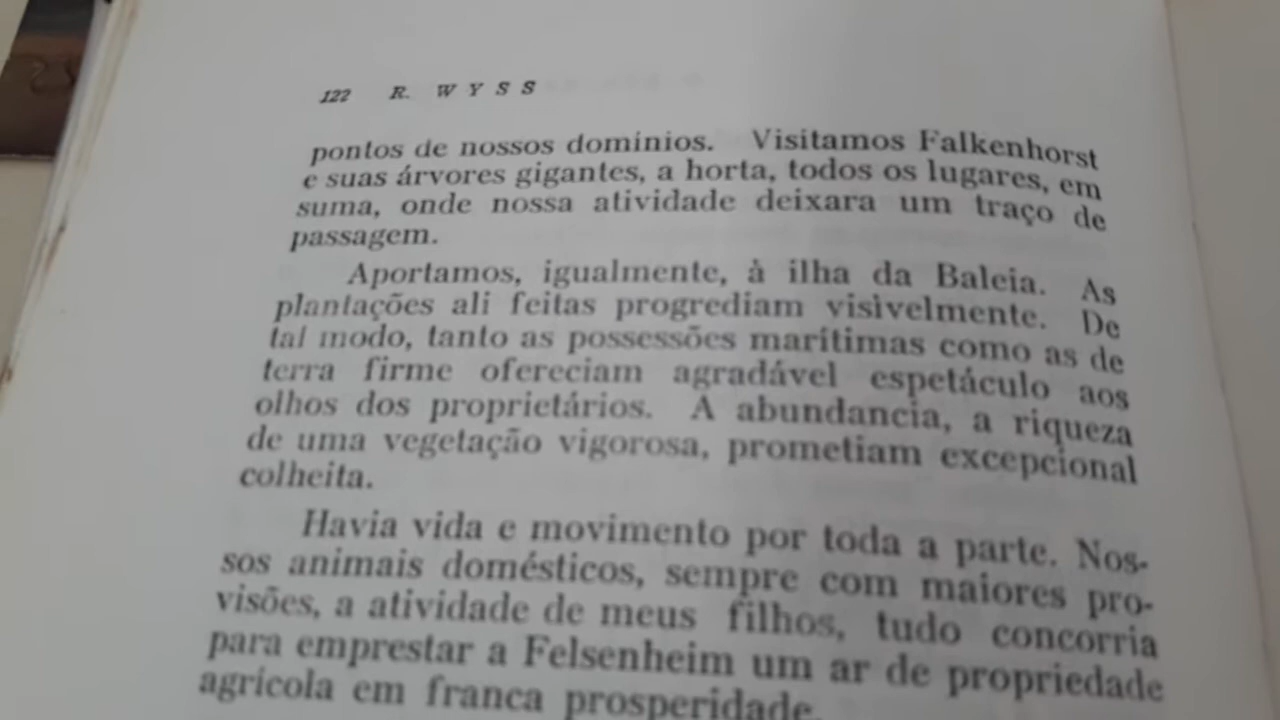 122 R. WYSS
pontos de nossos domínios. Visitamos Falkenhorst
e suas árvores gigantes, a horta, todos os lugares, em
suma, onde nossa atividade deixara um traço de
passagem.
Aportamos, igualmente, à ilha da Baleia. As
plantações ali feitas progrediam visivelmente. De
tal modo, tanto as possessões marítimas como as de
terra firme ofereciam agradável espetáculo aos
olhos dos proprietários. A abundancia, a riqueza
de uma vegetação vigorosa, prometiam excepcional
colheita.
Havia vida e movimento por toda a parte. Nos-
sos animais domésticos, sempre com maiores pro-
visões, a atividade de meus filhos, tudo concorria
para emprestar a Felsenheim um ar de propriedade
agrícola em franca prosperidade.